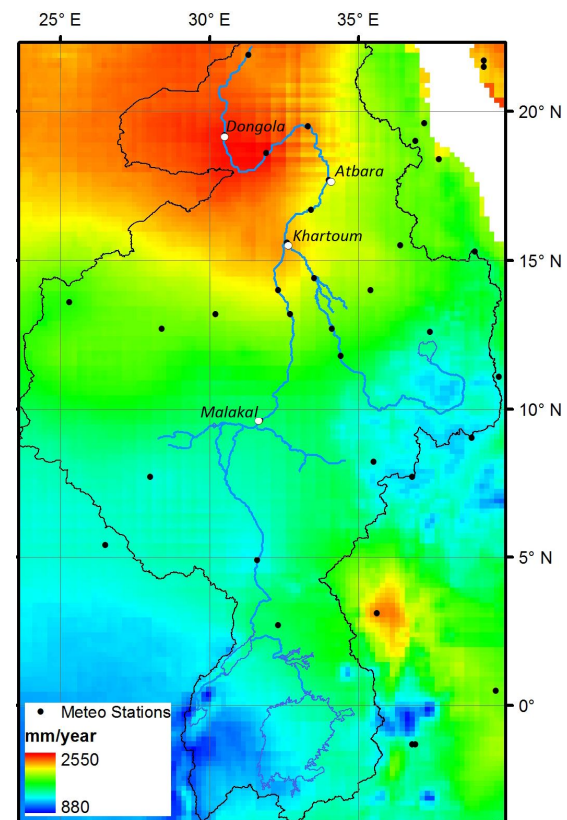 25° E 30° E 35° E
20° N
Dongola
Atbara
Khartoum
15° N
Malakal
10° N
5° N
Meteo Stations
0°
mm/year
2550
880